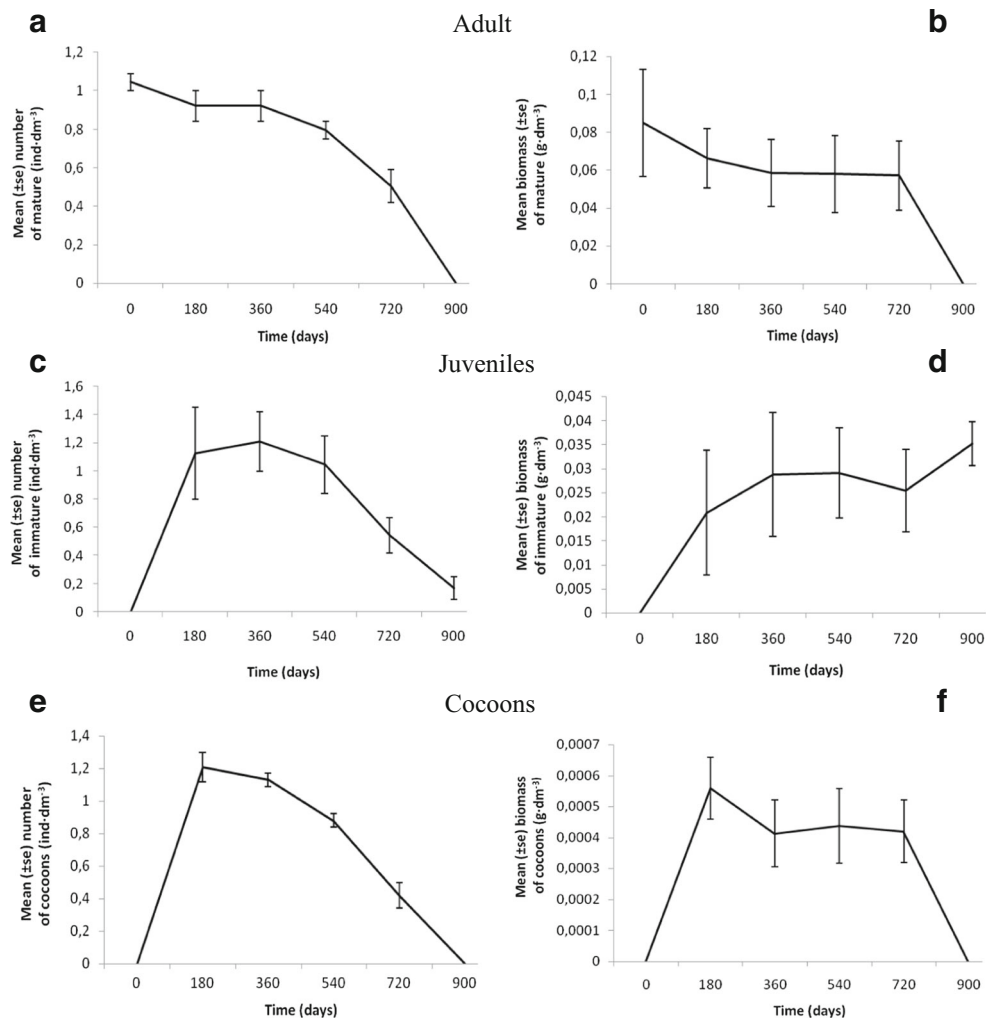 a
Adult
b
1,2
1
0,8
0,6
0,4
0,2
0
Mean (±se) number
of mature (ind·dm⁻³)
0 180 360 540 720 900
Time (days)
0,12
0,1
0,08
0,06
0,04
0,02
0
Mean biomass (±se)
of mature (g·dm⁻³)
0 180 360 540 720 900
Time (days)
c
Juveniles
d
1,6
1,4
1,2
1
0,8
0,6
0,4
0,2
0
Mean (±se) number
of immature (ind·dm⁻³)
0 180 360 540 720 900
Time (days)
0,045
0,04
0,035
0,03
0,025
0,02
0,015
0,01
0,005
0
Mean (±se) biomass
of immature (g·dm⁻³)
0 180 360 540 720 900
Time (days)
e
Cocoons
f
1,4
1,2
1
0,8
0,6
0,4
0,2
0
Mean (±se) number
of cocoons (ind·dm⁻³)
0 180 360 540 720 900
Time (days)
0,0007
0,0006
0,0005
0,0004
0,0003
0,0002
0,0001
0
Mean (±se) biomass
of cocoons (g·dm⁻³)
0 180 360 540 720 900
Time (days)